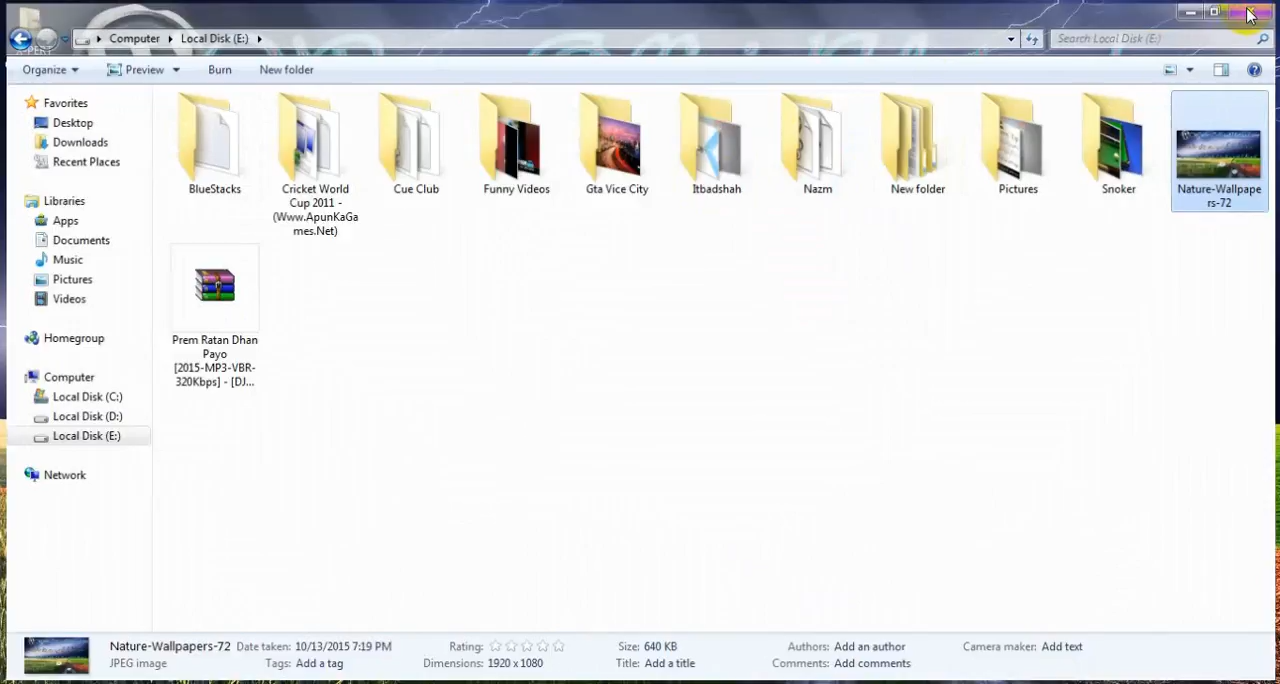 Computer Local Disk (E:)
Search Local Disk (E:)
Organize Preview Burn New folder
Favorites
Desktop
Downloads
Recent Places
Libraries
Apps
Documents
Music
Pictures
Videos
Homegroup
Computer
Local Disk (C:)
Local Disk (D:)
Local Disk (E:)
Network
BlueStacks
Cricket World
Cup 2011 -
(Www.ApunKaGa
mes.Net)
Cue Club
Funny Videos
Gta Vice City
Itbadshah
Nazm
New folder
Pictures
Snoker
Nature-Wallpape
rs-72
Prem Ratan Dhan
Payo
[2015-MP3-VBR-
320Kbps] - [DJ...
Nature-Wallpapers-72 Date taken: 10/13/2015 7:19 PM Rating: Size: 640 KB Authors: Add an author Camera maker: Add text
JPEG image Tags: Add a tag Dimensions: 1920 x 1080 Title: Add a title Comments: Add comments